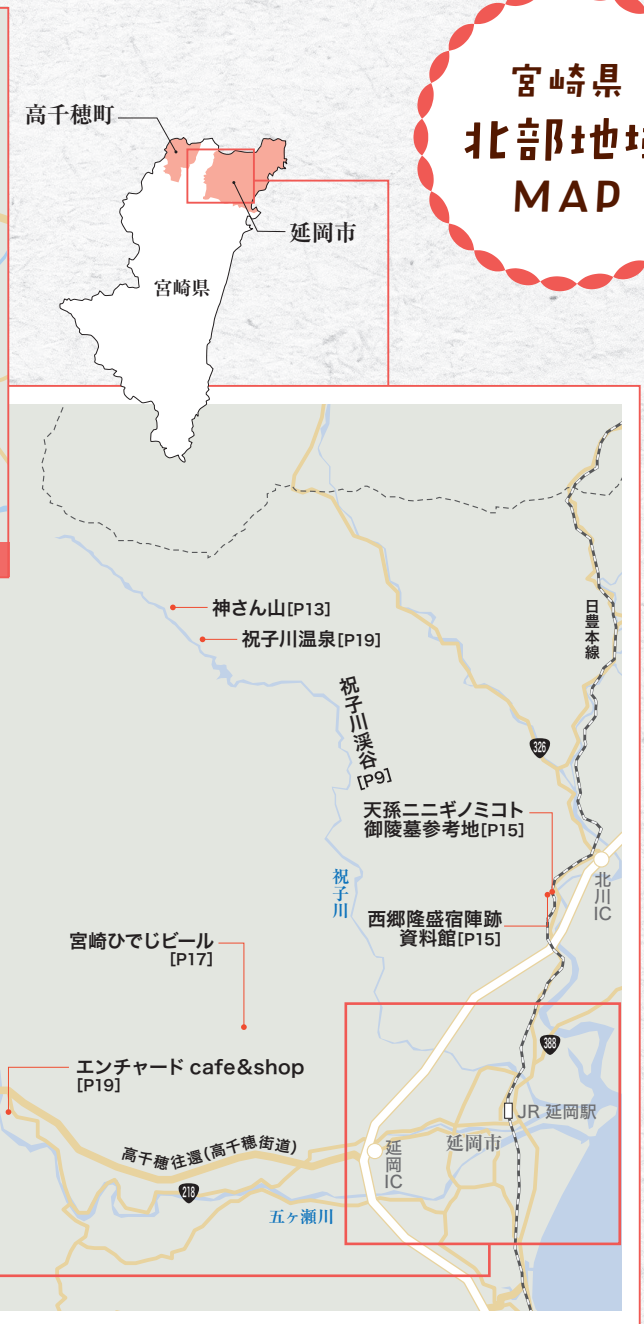 宮崎県
北部地域
MAP
高千穂町
延岡市
宮崎県
神さん山[P13]
祝子川温泉[P19]
日豊本線
祝子川渓谷
[P9]
326
天孫ニニギノミコト
御陵墓参考地[P15]
北川IC
祝子川
西郷隆盛宿陣跡
資料館[P15]
宮崎ひでじビール
[P17]
388
エンチャード cafe&shop
[P19]
JR 延岡駅
延岡市
延岡IC
高千穂往還(高千穂街道)
218
五ヶ瀬川